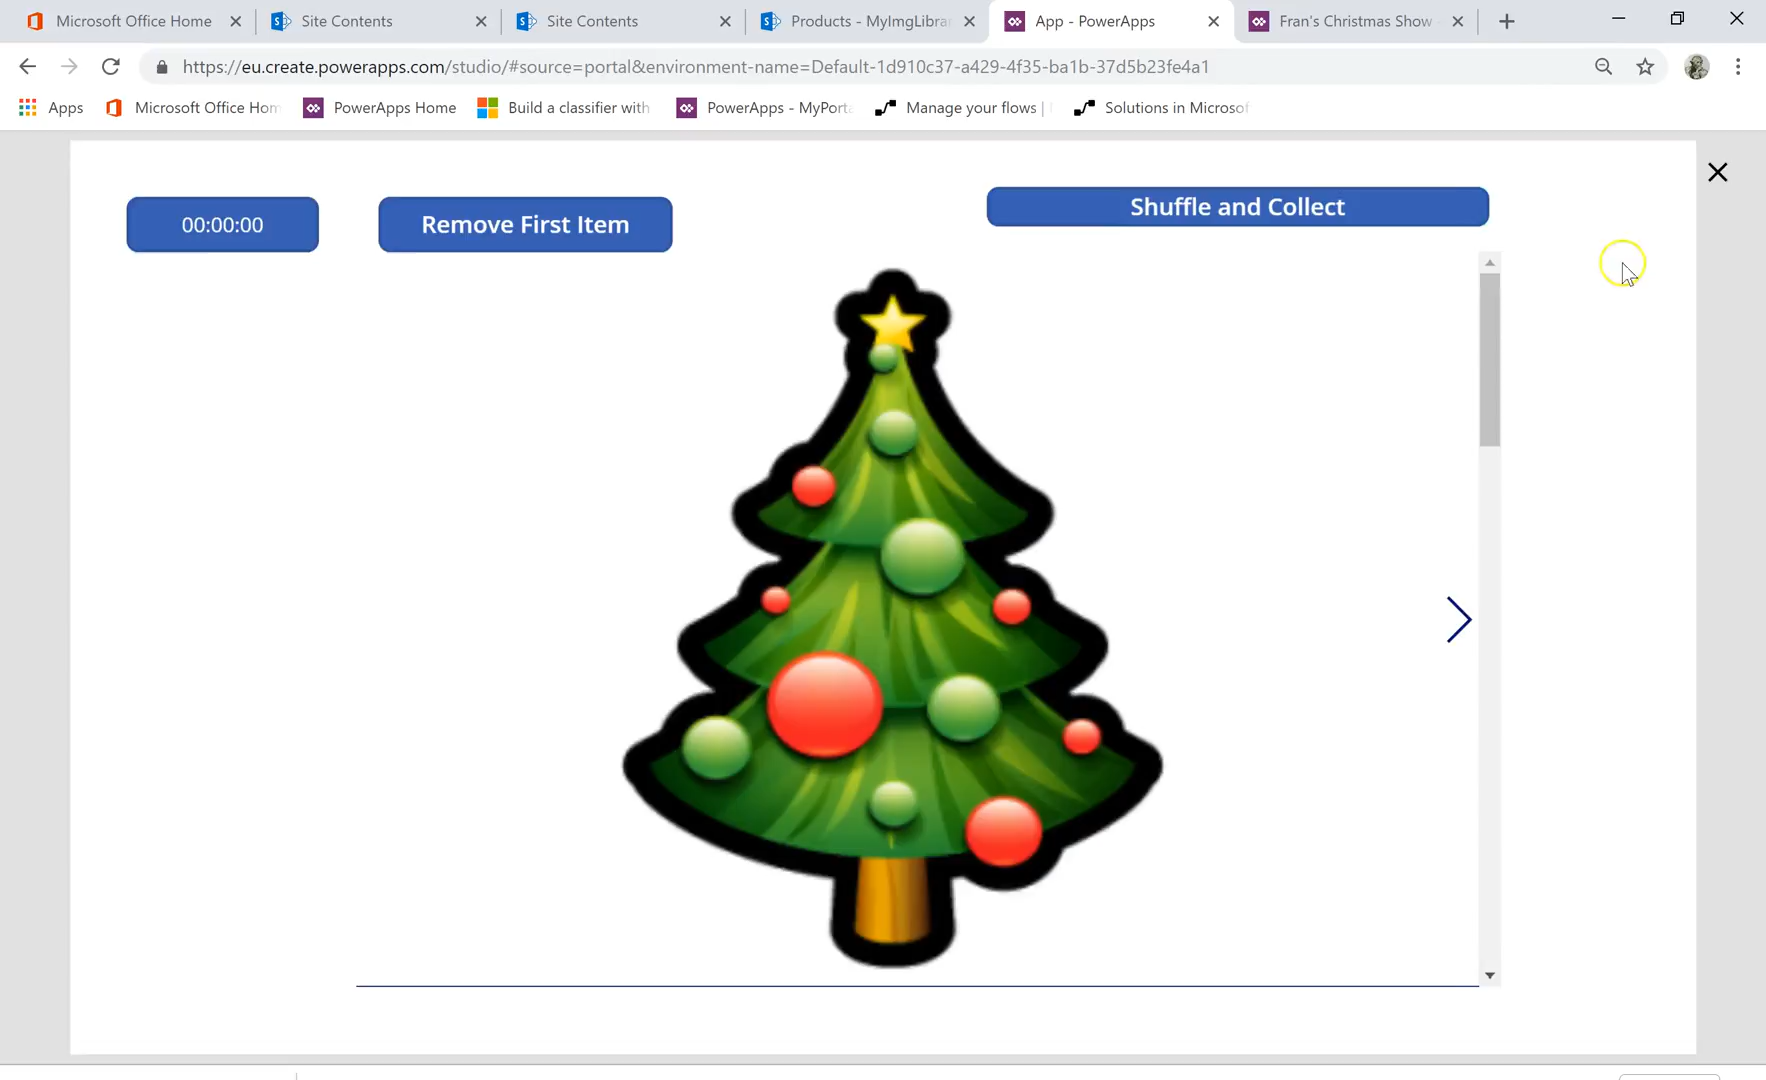 Microsoft Office Home
Site Contents
Site Contents
Products - MyImgLibra
App - PowerApps
Fran's Christmas Show
https://eu.create.powerapps.com/studio/#source=portal&environment-name=Default-1d910c37-a429-4f35-ba1b-37d5b23fe4a1
Apps
Microsoft Office Hom
PowerApps Home
Build a classifier with
PowerApps - MyPorta
Manage your flows |
Solutions in Microsof
00:00:00
Remove First Item
Shuffle and Collect